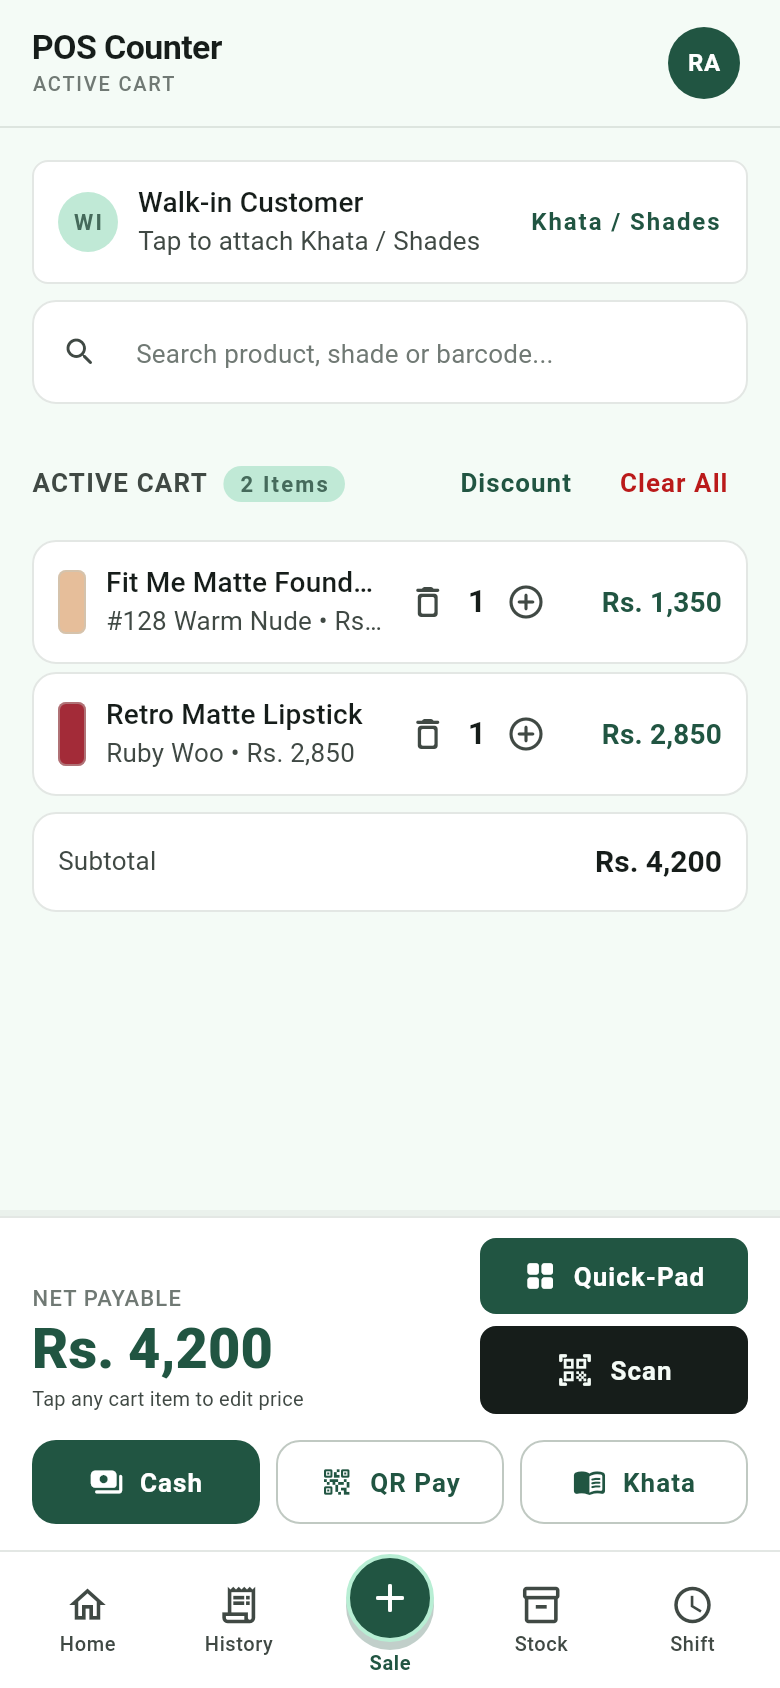 POS Counter
ACTIVE CART
RA
WI
Walk-in Customer
Tap to attach Khata / Shades
Khata / Shades
Search product, shade or barcode...
ACTIVE CART
2 Items
Discount
Clear All
Fit Me Matte Found...
#128 Warm Nude • Rs...
1
Rs. 1,350
Retro Matte Lipstick
Ruby Woo • Rs. 2,850
1
Rs. 2,850
Subtotal
Rs. 4,200
NET PAYABLE
Rs. 4,200
Tap any cart item to edit price
Quick-Pad
Scan
Cash
QR Pay
Khata
Home
History
Sale
Stock
Shift